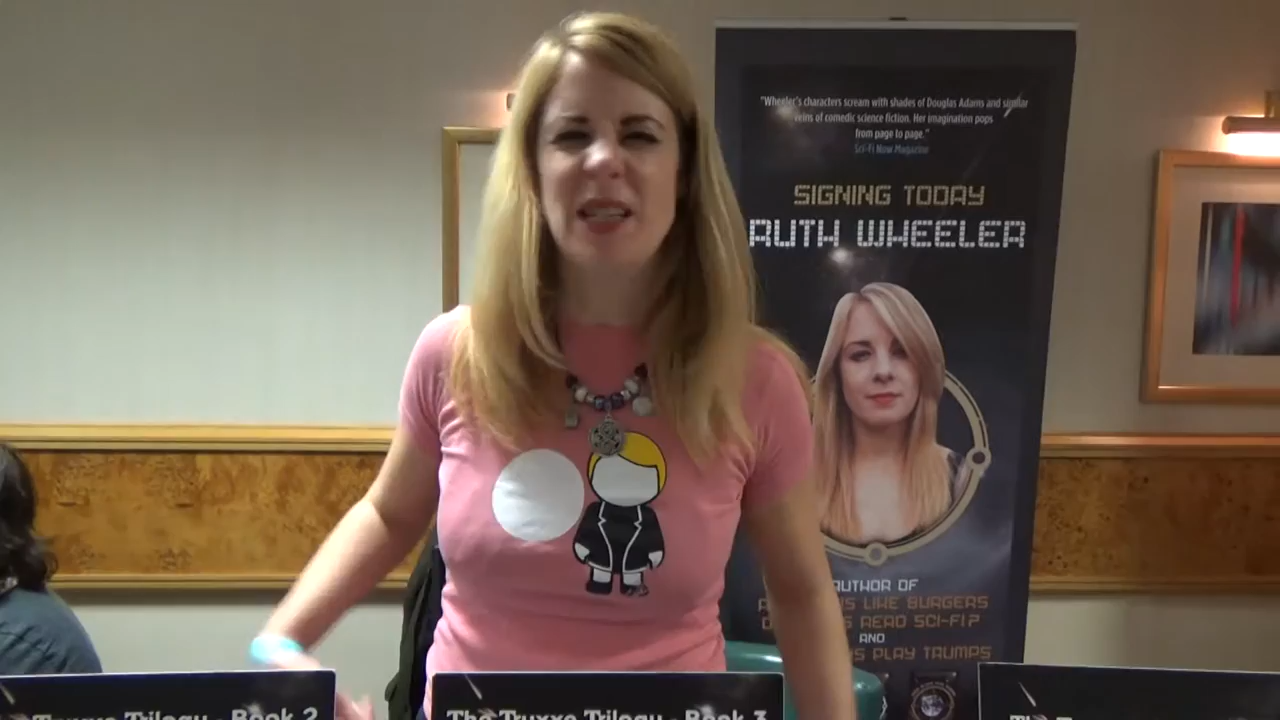 "Wheeler's characters scream with shades of Douglas Adams and similar
veins of comedic science fiction. Her imagination pops
from page to page."
Sci-Fi Now Magazine
SIGNING TODAY
RUTH WHEELER
AUTHOR OF
LIKE BURGERS
READ SCI-FI?
AND
PLAY TRUMPS
Truxxe Trilogy - Book 2
The Truxxe Trilogy - Book 3
The